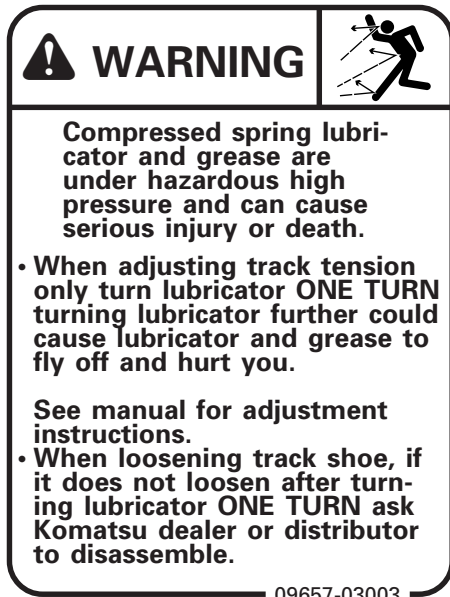 WARNING
Compressed spring lubri-
cator and grease are
under hazardous high
pressure and can cause
serious injury or death.
• When adjusting track tension
only turn lubricator ONE TURN
turning lubricator further could
cause lubricator and grease to
fly off and hurt you.
See manual for adjustment
instructions.
• When loosening track shoe, if
it does not loosen after turn-
ing lubricator ONE TURN ask
Komatsu dealer or distributor
to disassemble.
09657-03003